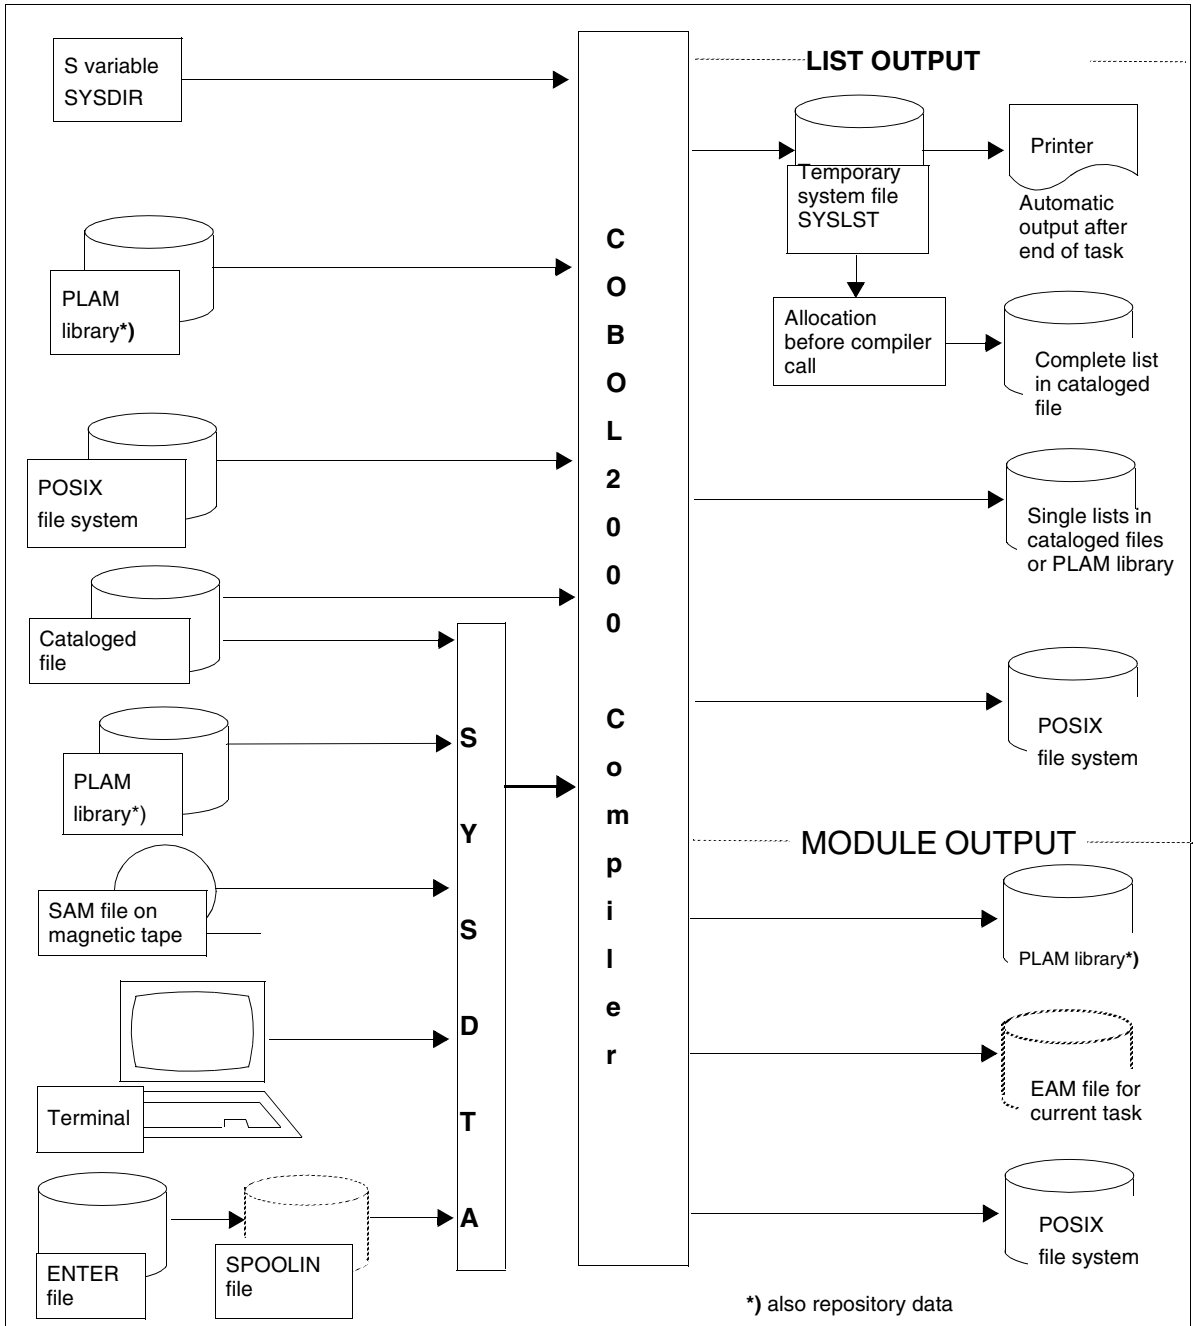 S variable
SYSDIR
PLAM
library*)
POSIX
file system
Cataloged
file
PLAM
library*)
SAM file on
magnetic tape
Terminal
ENTER
file
SPOOLIN
file
S
Y
S
D
T
A
C
O
B
O
L
2
0
0
0
C
o
m
p
i
l
e
r
LIST OUTPUT
Temporary
system file
SYSLST
Printer
Automatic
output after
end of task
Allocation
before compiler
call
Complete list
in cataloged
file
Single lists in
cataloged files
or PLAM library
POSIX
file system
MODULE OUTPUT
PLAM library*)
EAM file for
current task
POSIX
file system
*) also repository data